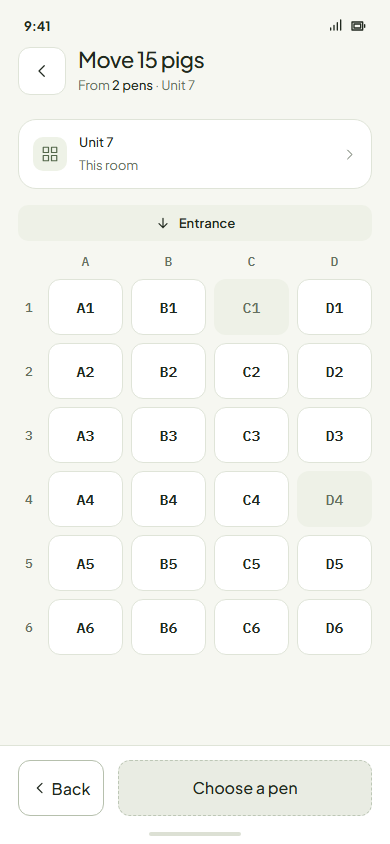 9:41
Move 15 pigs
From 2 pens · Unit 7
Unit 7
This room
Entrance
A B C D
1 A1 B1 C1 D1
2 A2 B2 C2 D2
3 A3 B3 C3 D3
4 A4 B4 C4 D4
5 A5 B5 C5 D5
6 A6 B6 C6 D6
Back Choose a pen